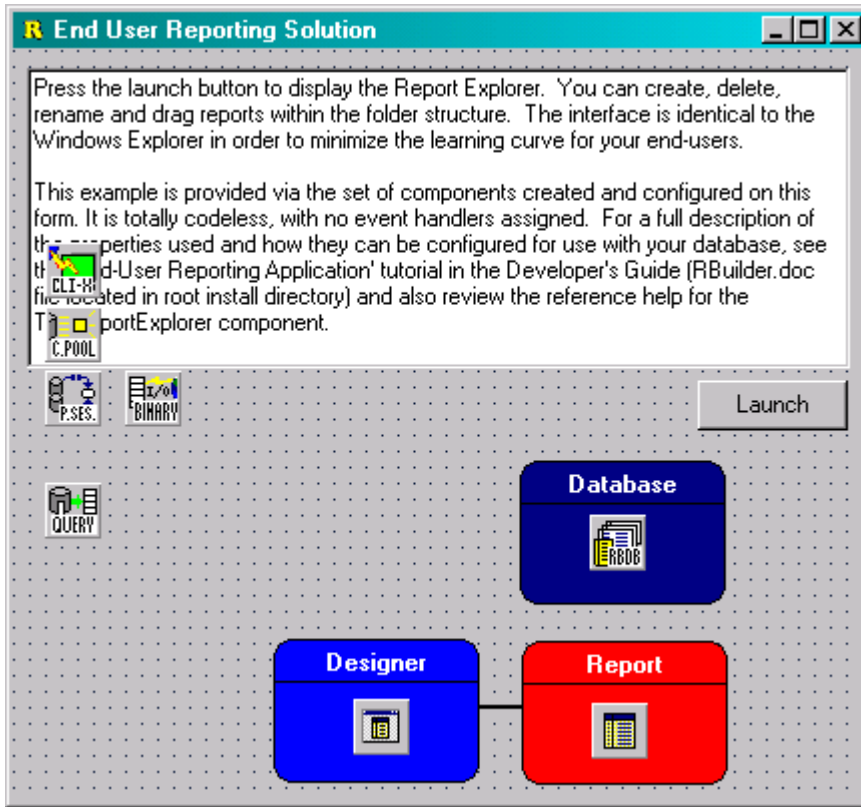 R End User Reporting Solution
Press the launch button to display the Report Explorer. You can create, delete,
rename and drag reports within the folder structure. The interface is identical to the
Windows Explorer in order to minimize the learning curve for your end-users.
This example is provided via the set of components created and configured on this
form. It is totally codeless, with no event handlers assigned. For a full description of
properties used and how they can be configured for use with your database, see
d-User Reporting Application' tutorial in the Developer's Guide (RBuilder.doc
CLI-X
file located in root install directory) and also review the reference help for the
portExplorer component.
C.POOL
P.SES.
I/O
BINARY
Launch
QUERY
Database
RBDB
Designer
Report